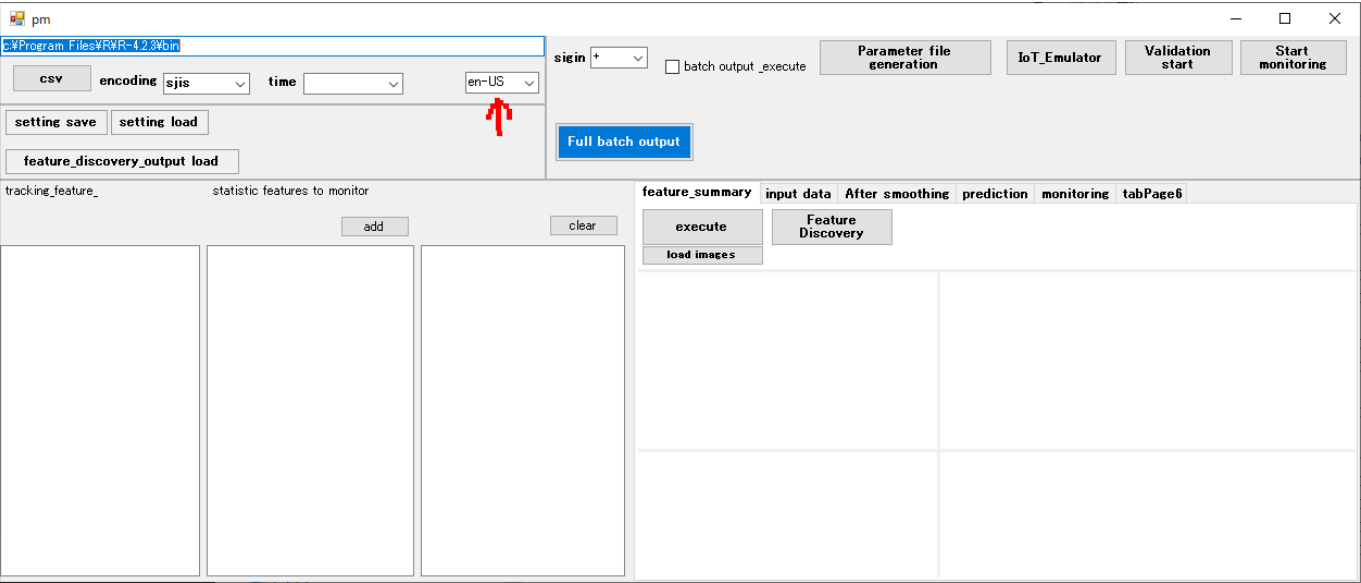 pm
c:¥Program Files¥R¥R-4.2.3¥bin
csv encoding sjis time en-US
setting save setting load
feature_discovery_output load
sigin + batch output _execute
Parameter file
generation
IoT_Emulator
Validation
start
Start
monitoring
Full batch output
tracking_feature_ statistic features to monitor
add clear
feature_summary input data After smoothing prediction monitoring tabPage6
execute
Feature
Discovery
load images